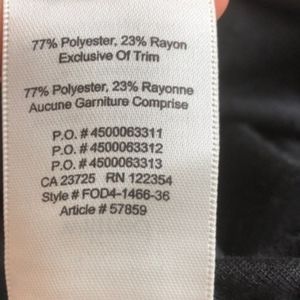 77% Polyester, 23% Rayon
Exclusive Of Trim
77% Polyester, 23% Rayonne
Aucune Garniture Comprise
P.O. # 4500063311
P.O. # 4500063312
P.O. # 4500063313
CA 23725 RN 122354
Style # FOD4-1466-36
Article # 57859